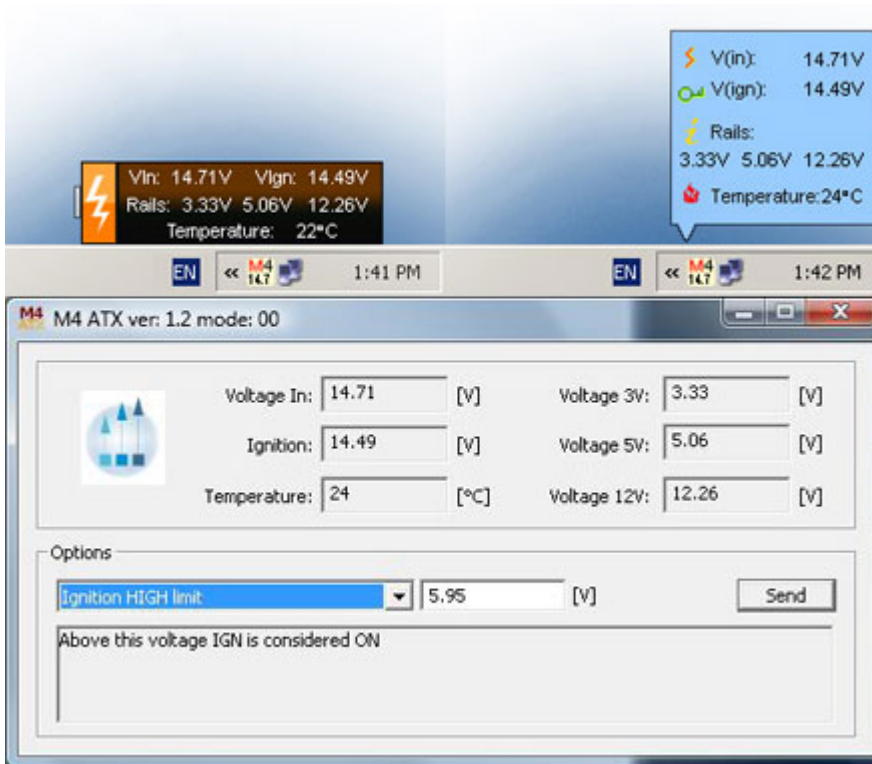 VIn: 14.71V VIgn: 14.49V
Rails: 3.33V 5.06V 12.26V
Temperature: 22°C
EN « M4 14.7 1:41 PM
V(in): 14.71V
V(ign): 14.49V
Rails:
3.33V 5.06V 12.26V
Temperature:24°C
EN « M4 14.7 1:42 PM
M4 ATX M4 ATX ver: 1.2 mode: 00
Voltage In: 14.71 [V] Voltage 3V: 3.33 [V]
Ignition: 14.49 [V] Voltage 5V: 5.06 [V]
Temperature: 24 [°C] Voltage 12V: 12.26 [V]
Options
Ignition HIGH limit 5.95 [V] Send
Above this voltage IGN is considered ON